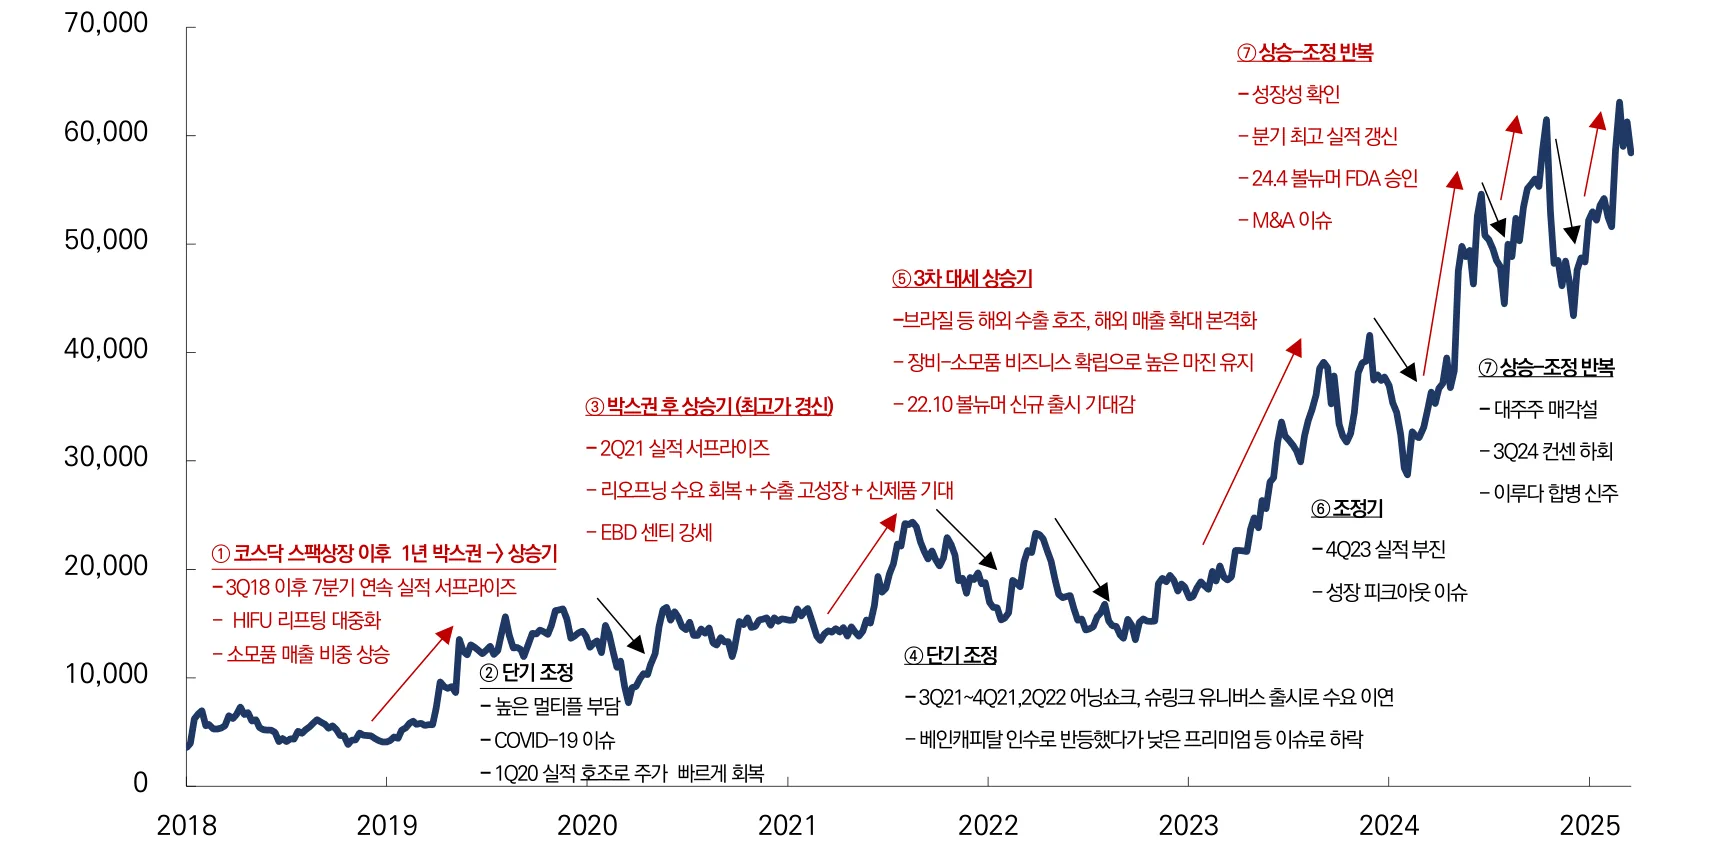 70,000
60,000
50,000
40,000
30,000
20,000
10,000
0
2018
2019
2020
2021
2022
2023
2024
2025
① 코스닥 스팩상장 이후 1년 박스권 -> 상승기
- 3Q18 이후 7분기 연속 실적 서프라이즈
- HIFU 리프팅 대중화
- 소모품 매출 비중 상승
② 단기 조정
- 높은 멀티플 부담
- COVID-19 이슈
- 1Q20 실적 호조로 주가 빠르게 회복
③ 박스권 후 상승기 (최고가 경신)
- 2Q21 실적 서프라이즈
- 리오프닝 수요 회복 + 수출 고성장 + 신제품 기대
- EBD 센티 강세
④ 단기 조정
- 3Q21~4Q21,2Q22 어닝쇼크, 슈링크 유니버스 출시로 수요 이연
- 베인캐피탈 인수로 반등했다가 낮은 프리미엄 등 이슈로 하락
⑤ 3차 대세 상승기
-브라질 등 해외 수출 호조, 해외 매출 확대 본격화
- 장비-소모품 비즈니스 확립으로 높은 마진 유지
- 22.10 볼뉴머 신규 출시 기대감
⑥ 조정기
- 4Q23 실적 부진
- 성장 피크아웃 이슈
⑦ 상승-조정 반복
- 성장성 확인
- 분기 최고 실적 갱신
- 24.4 볼뉴머 FDA 승인
- M&A 이슈
⑦ 상승-조정 반복
- 대주주 매각설
- 3Q24 컨센 하회
- 이루다 합병 신주